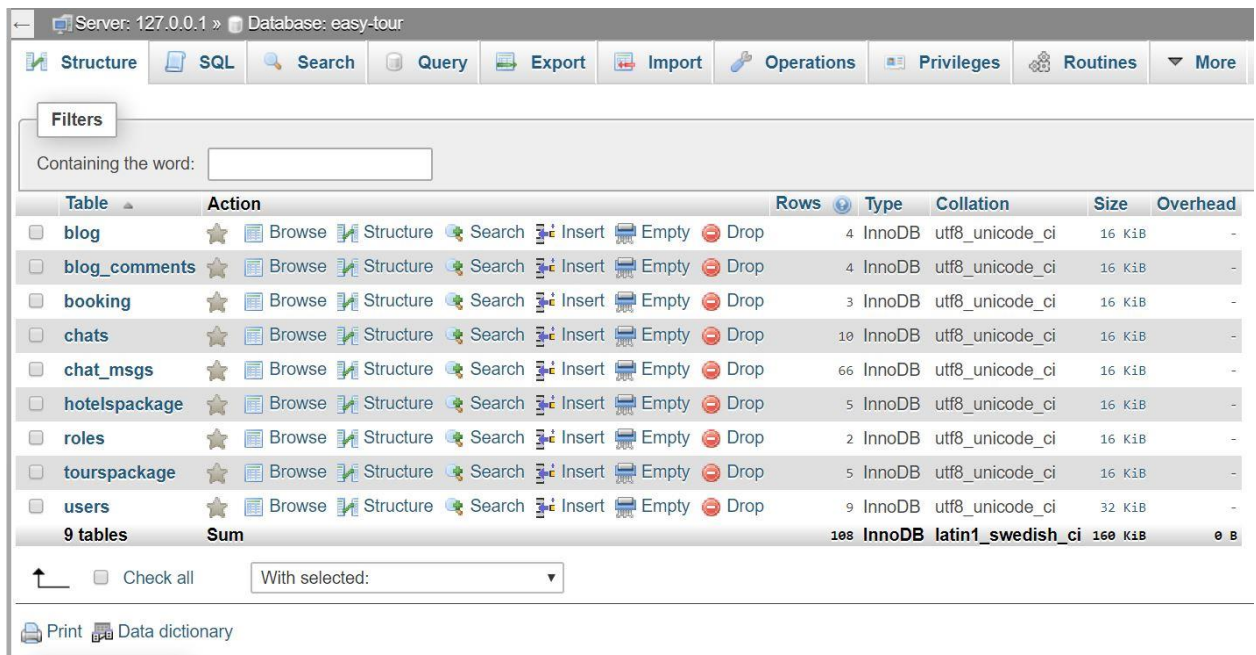 ← Server: 127.0.0.1 » Database: easy-tour
Structure SQL Search Query Export Import Operations Privileges Routines ▼ More
Filters
Containing the word:
Table Action Rows Type Collation Size Overhead
blog Browse Structure Search Insert Empty Drop 4 InnoDB utf8_unicode_ci 16 KiB -
blog_comments Browse Structure Search Insert Empty Drop 4 InnoDB utf8_unicode_ci 16 KiB -
booking Browse Structure Search Insert Empty Drop 3 InnoDB utf8_unicode_ci 16 KiB -
chats Browse Structure Search Insert Empty Drop 10 InnoDB utf8_unicode_ci 16 KiB -
chat_msgs Browse Structure Search Insert Empty Drop 66 InnoDB utf8_unicode_ci 16 KiB -
hotelspackage Browse Structure Search Insert Empty Drop 5 InnoDB utf8_unicode_ci 16 KiB -
roles Browse Structure Search Insert Empty Drop 2 InnoDB utf8_unicode_ci 16 KiB -
tourspackage Browse Structure Search Insert Empty Drop 5 InnoDB utf8_unicode_ci 16 KiB -
users Browse Structure Search Insert Empty Drop 9 InnoDB utf8_unicode_ci 32 KiB -
9 tables Sum 108 InnoDB latin1_swedish_ci 160 KiB 0 B
Check all With selected:
Print Data dictionary